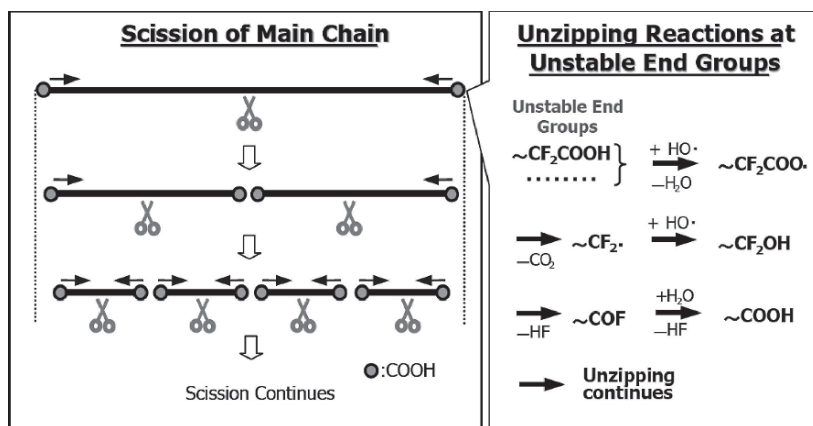 Scission of Main Chain
Scission Continues
:COOH
Unzipping Reactions at
Unstable End Groups
Unstable End
Groups
~CF₂COOH
+ HO·
—H₂O
~CF₂COO·
—CO₂
~CF₂·
+ HO·
~CF₂OH
—HF
~COF
+H₂O
—HF
~COOH
Unzipping
continues